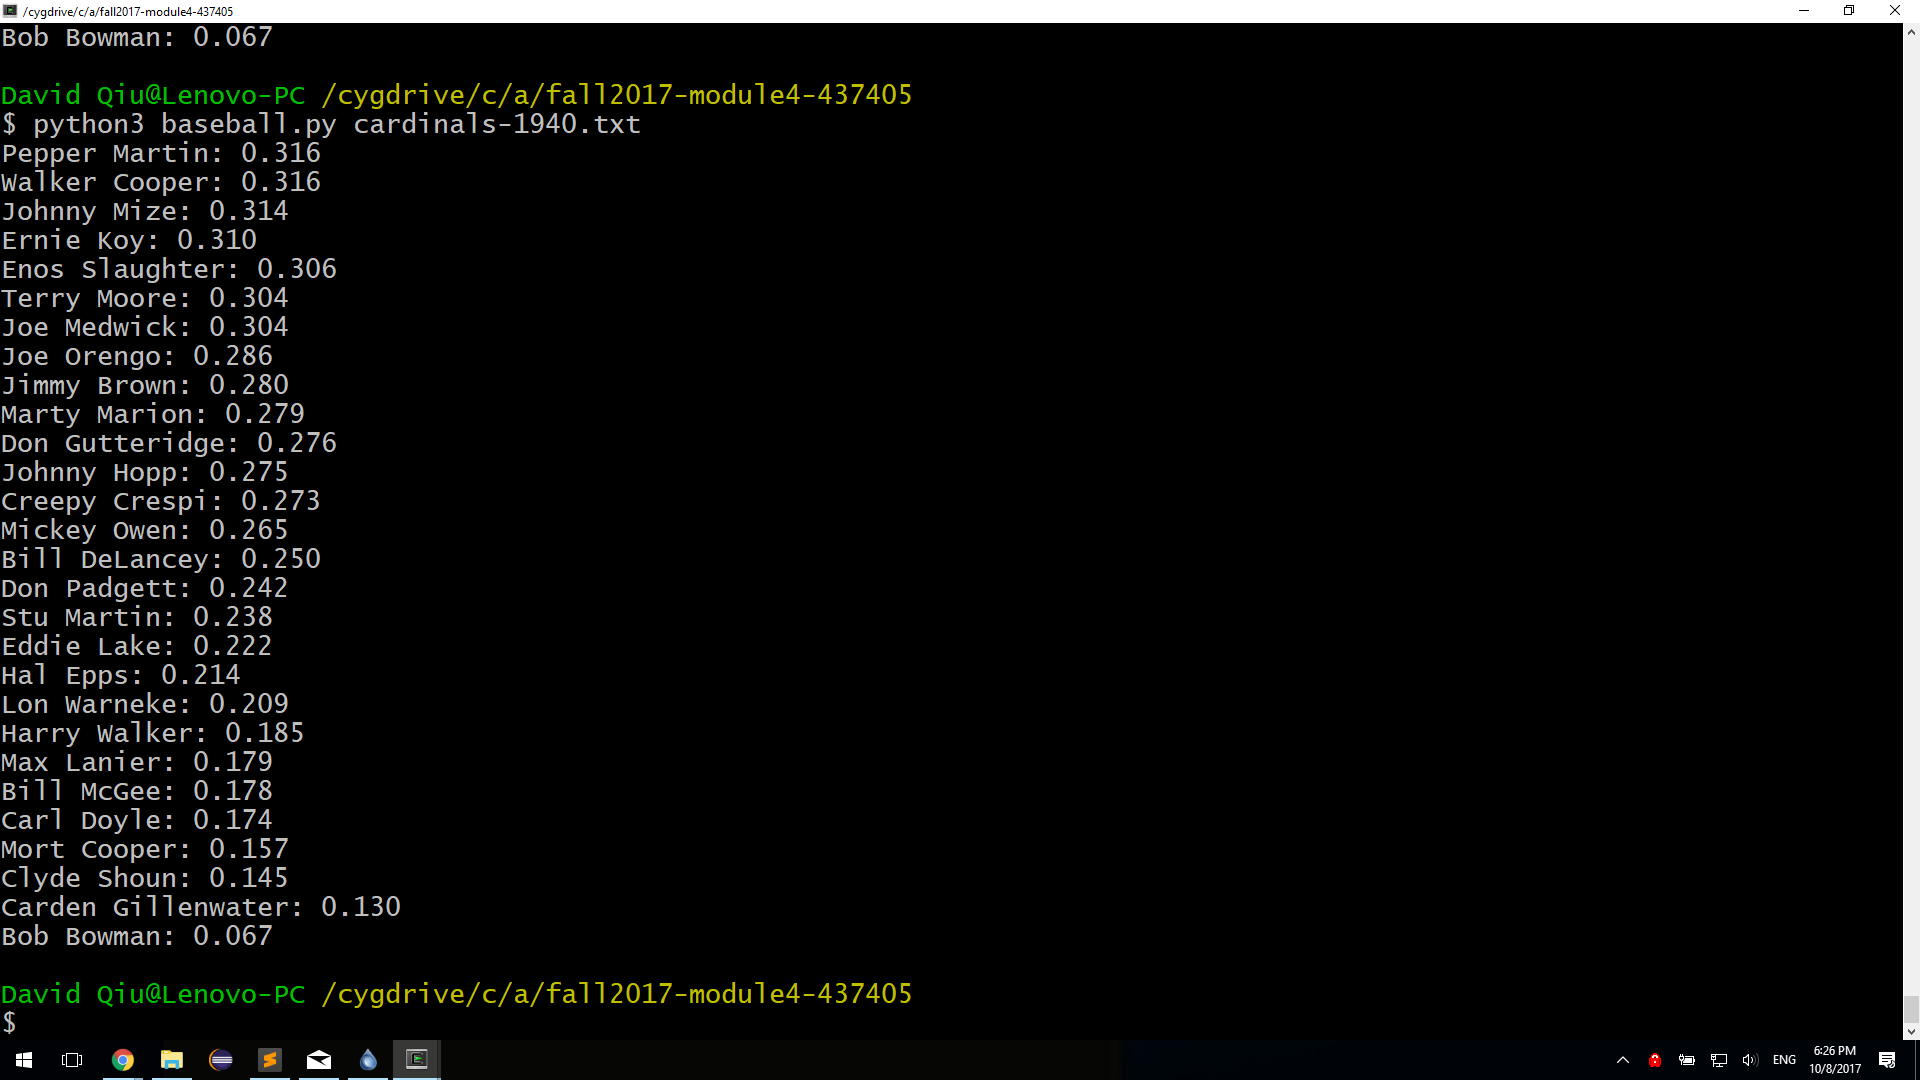 /cygdrive/c/a/fall2017-module4-437405
Bob Bowman: 0.067
David Qiu@Lenovo-PC /cygdrive/c/a/fall2017-module4-437405
$ python3 baseball.py cardinals-1940.txt
Pepper Martin: 0.316
Walker Cooper: 0.316
Johnny Mize: 0.314
Ernie Koy: 0.310
Enos Slaughter: 0.306
Terry Moore: 0.304
Joe Medwick: 0.304
Joe Orengo: 0.286
Jimmy Brown: 0.280
Marty Marion: 0.279
Don Gutteridge: 0.276
Johnny Hopp: 0.275
Creepy Crespi: 0.273
Mickey Owen: 0.265
Bill DeLancey: 0.250
Don Padgett: 0.242
Stu Martin: 0.238
Eddie Lake: 0.222
Hal Epps: 0.214
Lon Warneke: 0.209
Harry Walker: 0.185
Max Lanier: 0.179
Bill McGee: 0.178
Carl Doyle: 0.174
Mort Cooper: 0.157
Clyde Shoun: 0.145
Carden Gillenwater: 0.130
Bob Bowman: 0.067
David Qiu@Lenovo-PC /cygdrive/c/a/fall2017-module4-437405
$
ENG
6:26 PM
10/8/2017